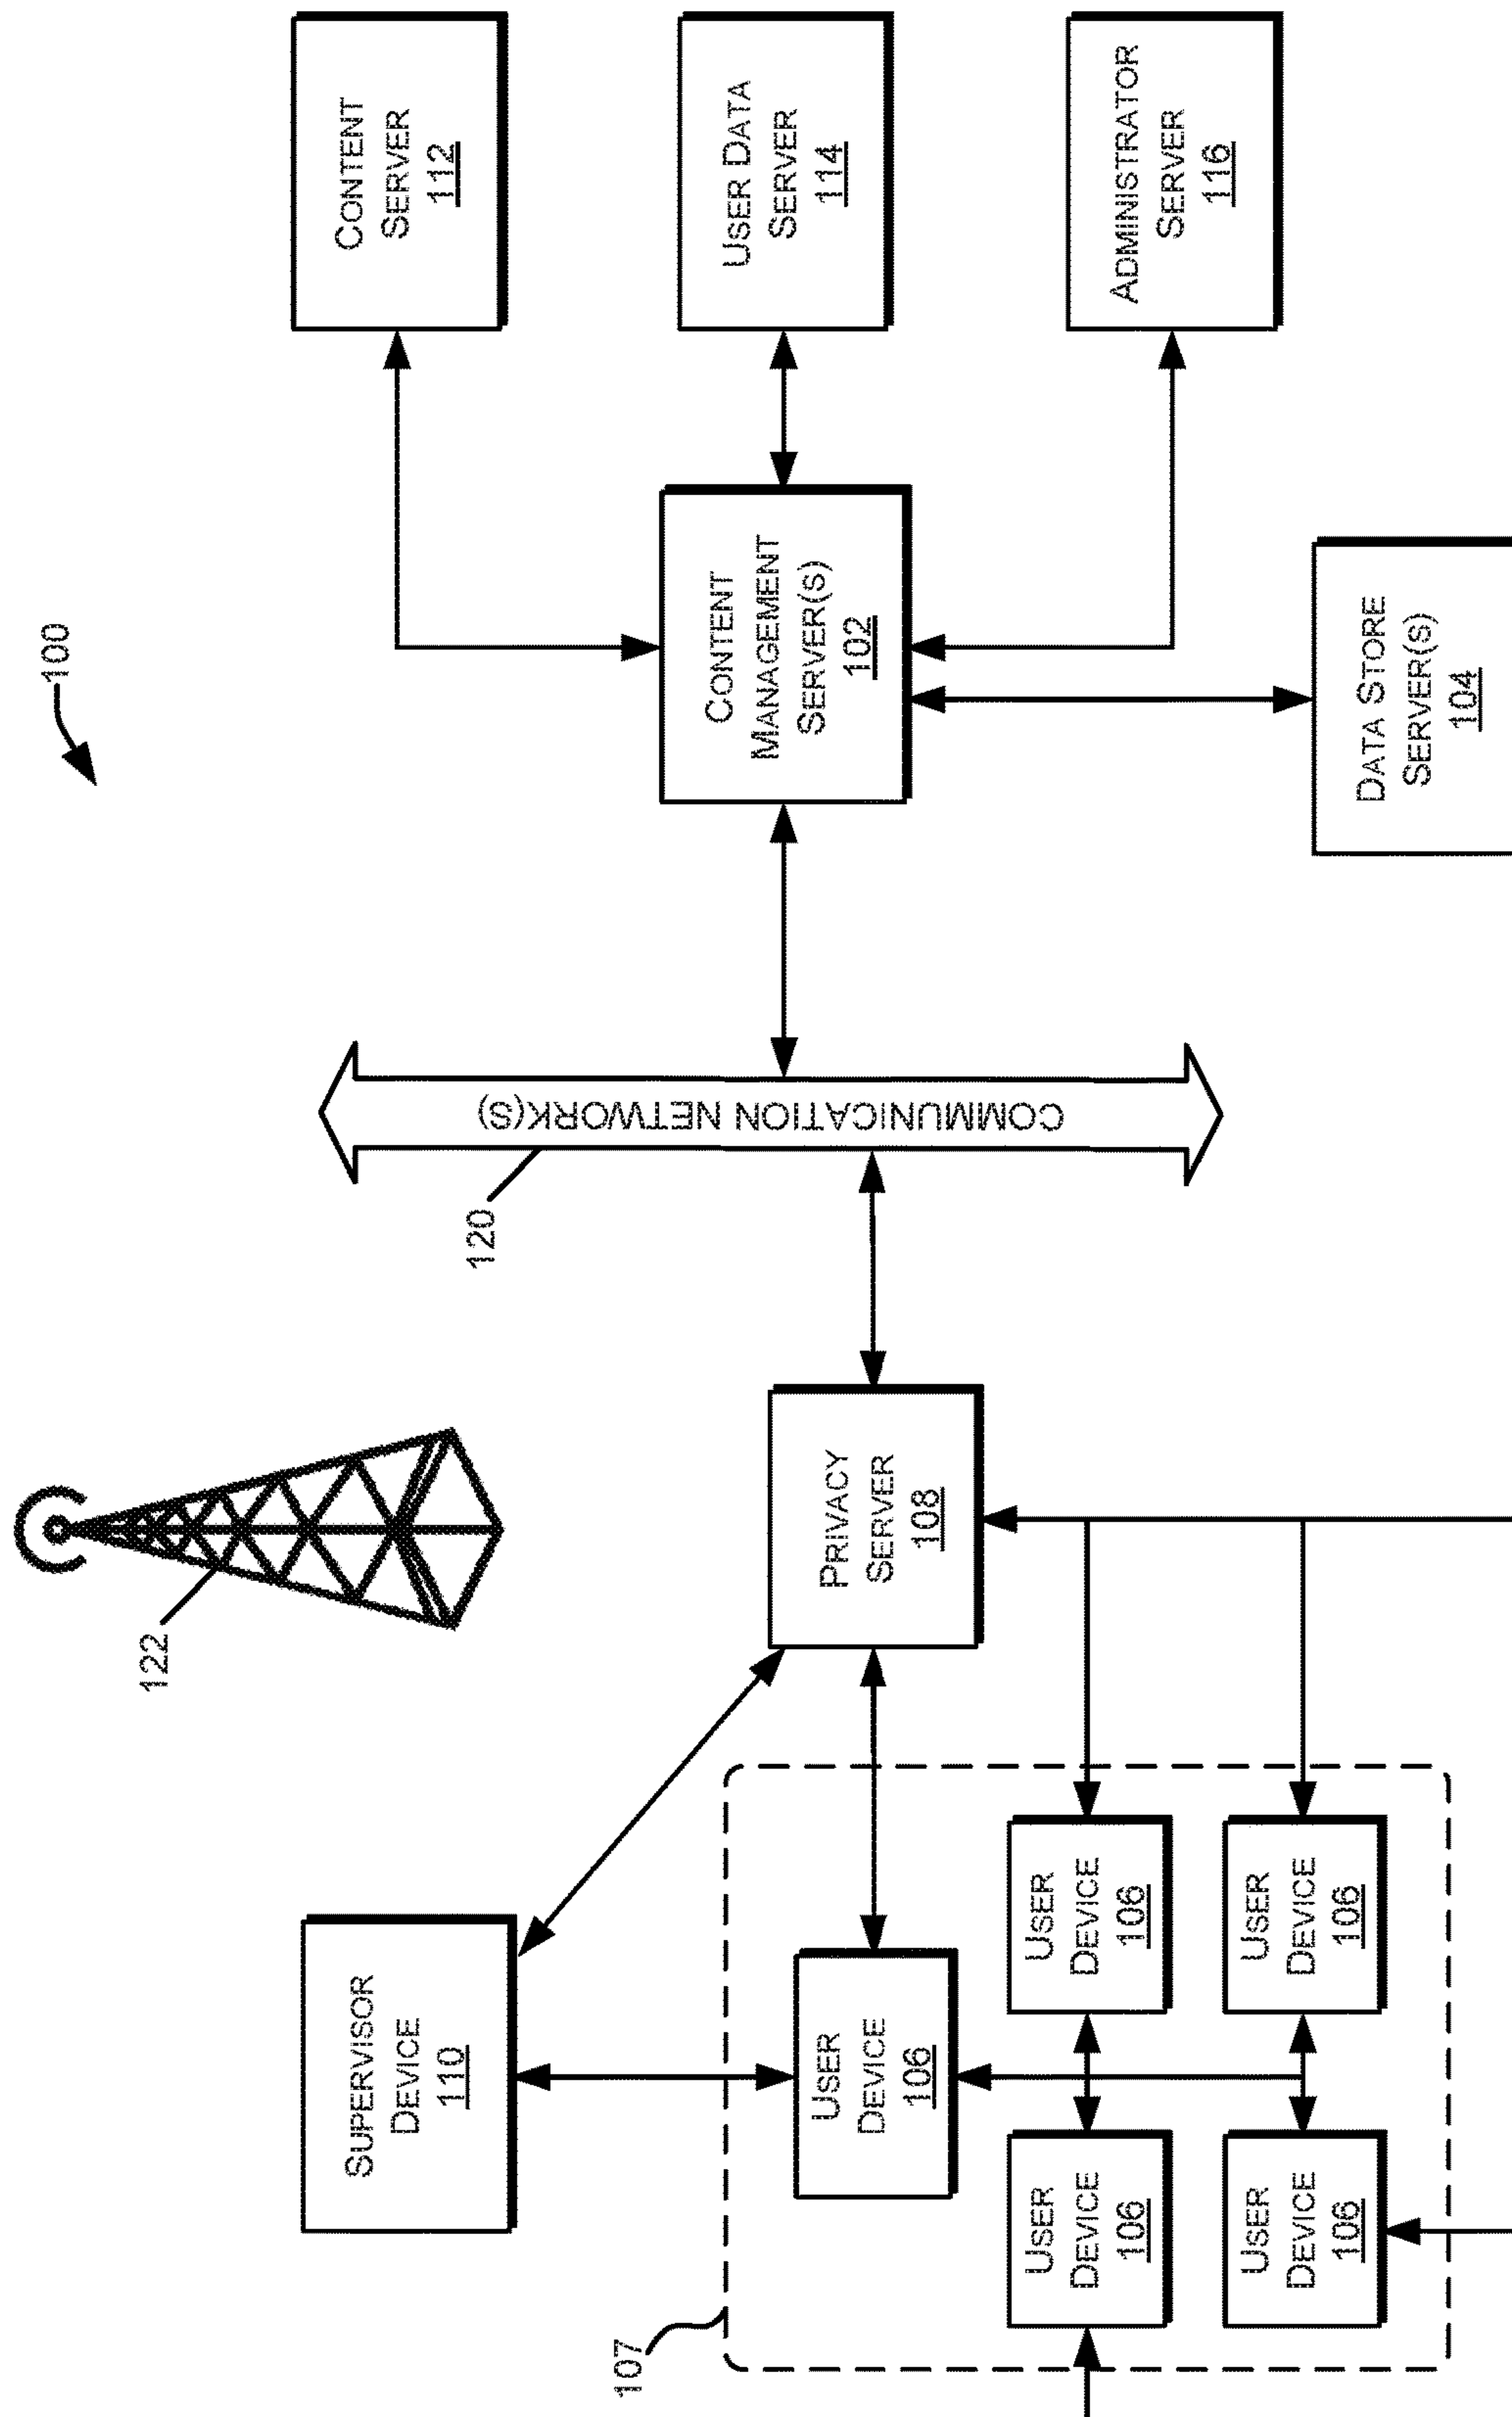 100
122
SUPERVISOR
DEVICE
110
CONTENT
SERVER
112
120
COMMUNICATION NETWORK(S)
CONTENT
MANAGEMENT
SERVER(S)
102
USER DATA
SERVER
114
107
USER
DEVICE
106
PRIVACY
SERVER
108
USER
DEVICE
106
USER
DEVICE
106
ADMINISTRATOR
SERVER
116
USER
DEVICE
106
USER
DEVICE
106
DATA STORE
SERVER(S)
104